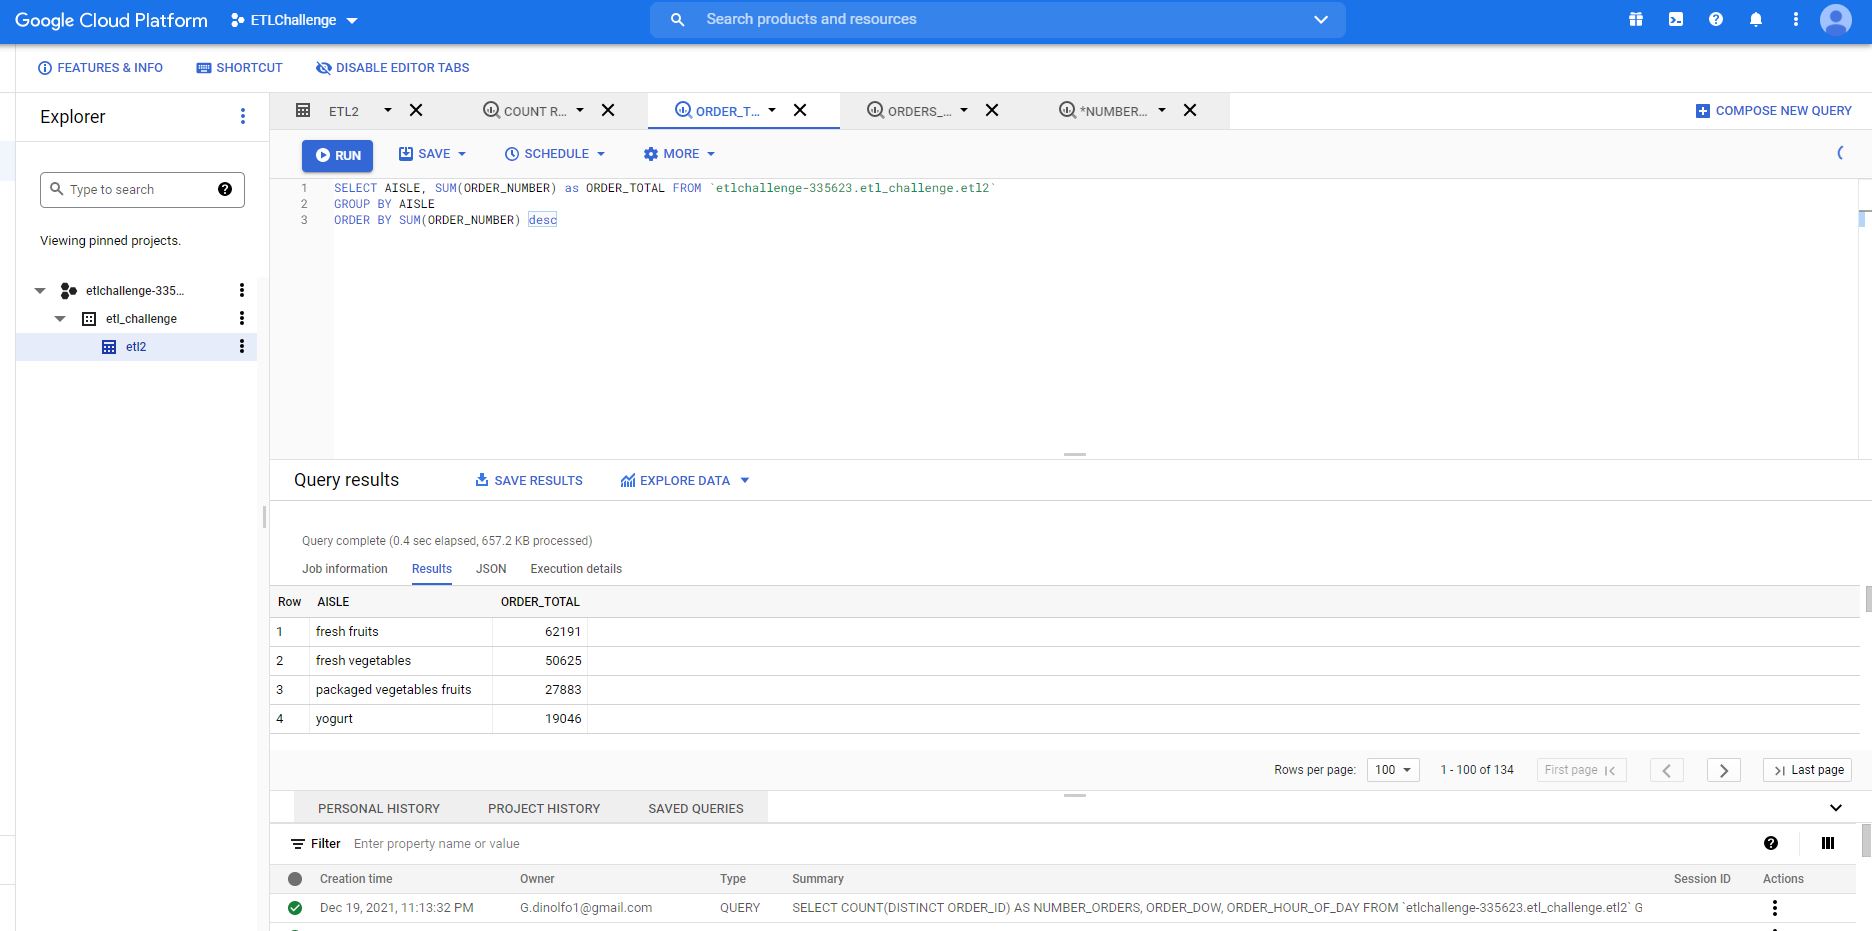 Google Cloud Platform ETLChallenge Search products and resources
FEATURES & INFO SHORTCUT DISABLE EDITOR TABS
Explorer
ETL2 COUNT R... ORDER_T... ORDERS_... *NUMBER... COMPOSE NEW QUERY
RUN SAVE SCHEDULE MORE
Type to search
Viewing pinned projects.
etlchallenge-335...
etl_challenge
etl2
1 SELECT AISLE, SUM(ORDER_NUMBER) as ORDER_TOTAL FROM `etlchallenge-335623.etl_challenge.etl2`
2 GROUP BY AISLE
3 ORDER BY SUM(ORDER_NUMBER) desc
Query results SAVE RESULTS EXPLORE DATA
Query complete (0.4 sec elapsed, 657.2 KB processed)
Job information Results JSON Execution details
Row AISLE ORDER_TOTAL
1 fresh fruits 62191
2 fresh vegetables 50625
3 packaged vegetables fruits 27883
4 yogurt 19046
Rows per page: 100 1 - 100 of 134 First page Last page
PERSONAL HISTORY PROJECT HISTORY SAVED QUERIES
Filter Enter property name or value
Creation time Owner Type Summary Session ID Actions
Dec 19, 2021, 11:13:32 PM G.dinolfo1@gmail.com QUERY SELECT COUNT(DISTINCT ORDER_ID) AS NUMBER_ORDERS, ORDER_DOW, ORDER_HOUR_OF_DAY FROM `etlchallenge-335623.etl_challenge.etl2` G